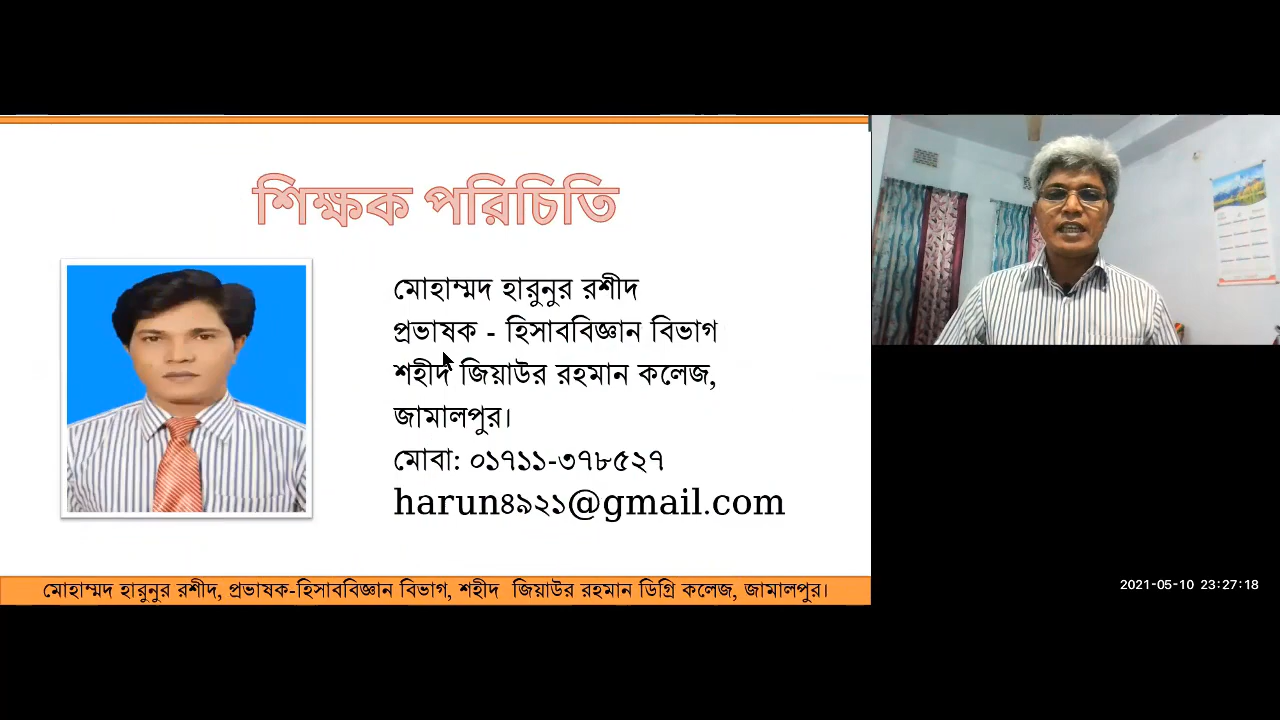 শিক্ষক পরিচিতি
মোহাম্মদ হারুনুর রশীদ
প্রভাষক - হিসাববিজ্ঞান বিভাগ
শহীদ জিয়াউর রহমান কলেজ,
জামালপুর।
মোবা: ০১৭১১-৩৭৮৫২৭
harun৪৯২১@gmail.com
মোহাম্মদ হারুনুর রশীদ, প্রভাষক-হিসাববিজ্ঞান বিভাগ, শহীদ জিয়াউর রহমান ডিগ্রি কলেজ, জামালপুর।
2021-05-10 23:27:18